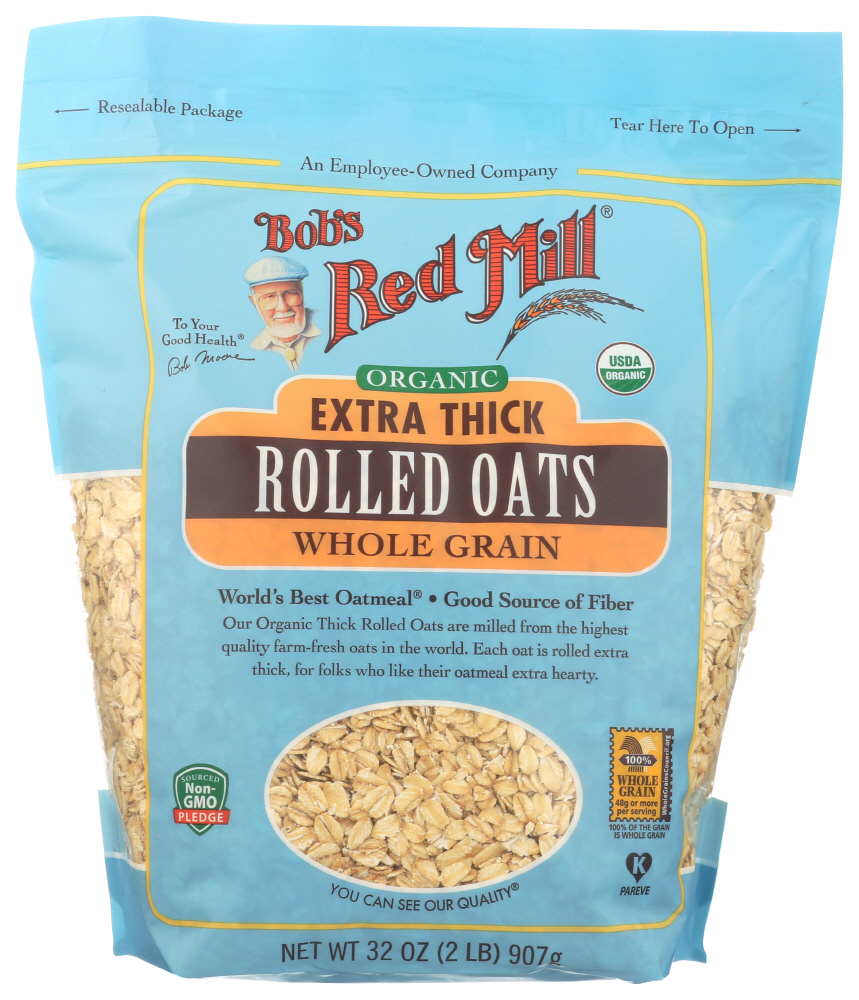 Resealable Package
Tear Here To Open
An Employee-Owned Company
Bob's
Red Mill®
To Your
Good Health®
Bob Moore
USDA
ORGANIC
ORGANIC
EXTRA THICK
ROLLED OATS
WHOLE GRAIN
World's Best Oatmeal® • Good Source of Fiber
Our Organic Thick Rolled Oats are milled from the highest
quality farm-fresh oats in the world. Each oat is rolled extra
thick, for folks who like their oatmeal extra hearty.
SOURCED
Non-
GMO
PLEDGE
100%
WHOLE
GRAIN
48g or more
per serving
WholeGrainsCouncil.org
100% OF THE GRAIN
IS WHOLE GRAIN
K
PAREVE
YOU CAN SEE OUR QUALITY®
NET WT 32 OZ (2 LB) 907g